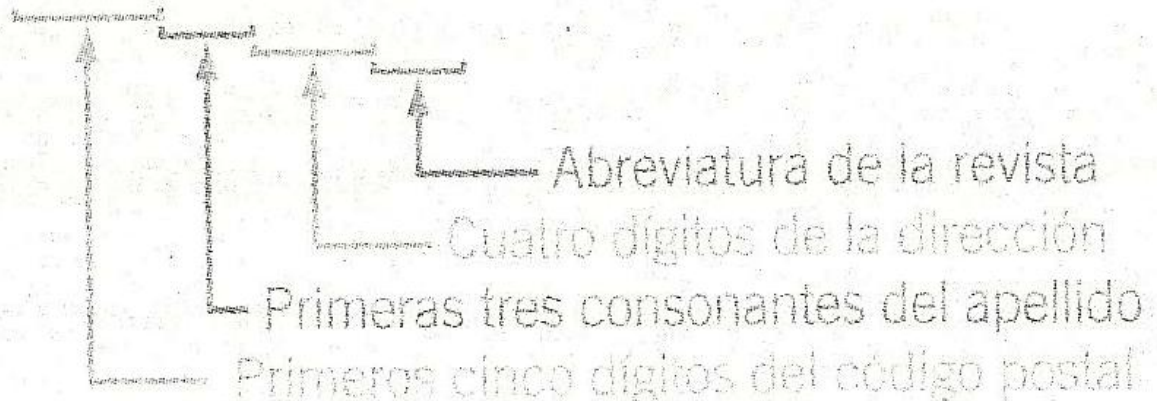 Abreviatura de la revista
Cuatro dígitos de la dirección
Primeras tres consonantes del apellido
Primeros cinco dígitos del código postal